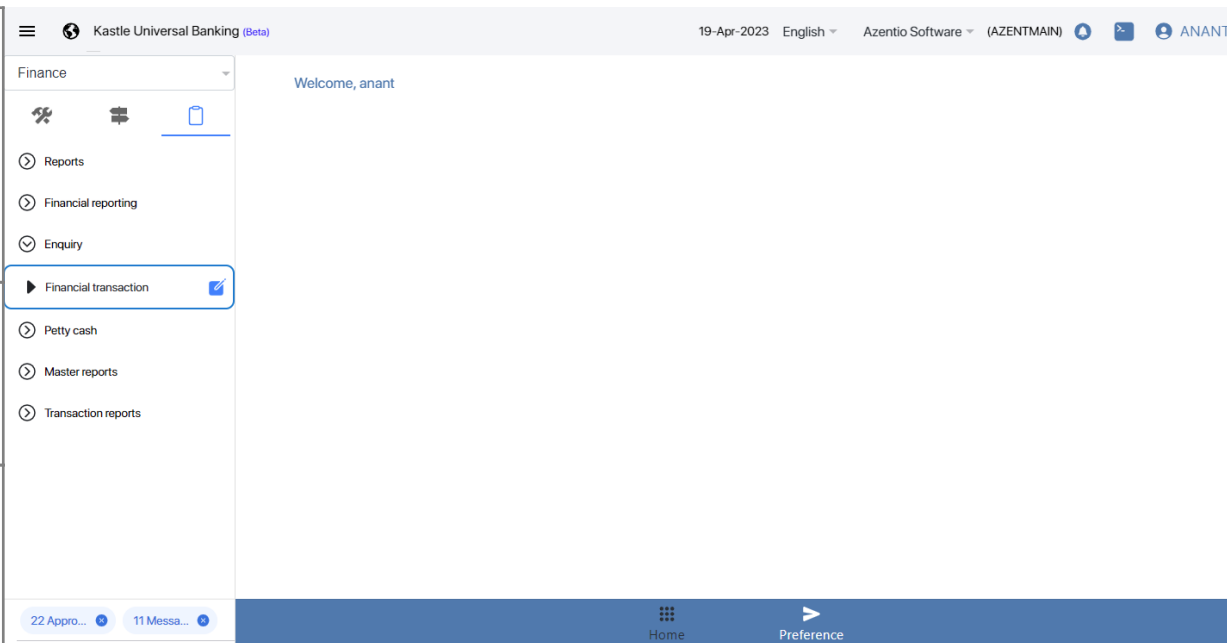 Kastle Universal Banking (Beta) 19-Apr-2023 English Azentio Software (AZENTMAIN) ANANT
Finance
Welcome, anant
Reports
Financial reporting
Enquiry
Financial transaction
Petty cash
Master reports
Transaction reports
22 Appro... 11 Messa...
Home Preference